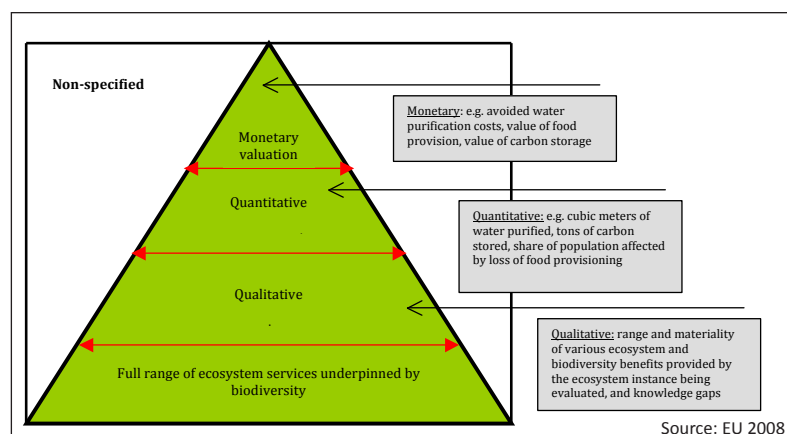 Non-specified
Monetary
valuation
Quantitative
Qualitative
Full range of ecosystem services underpinned by
biodiversity
Monetary: e.g. avoided water
purification costs, value of food
provision, value of carbon storage
Quantitative: e.g. cubic meters of
water purified, tons of carbon
stored, share of population affected
by loss of food provisioning
Qualitative: range and materiality
of various ecosystem and
biodiversity benefits provided by
the ecosystem instance being
evaluated, and knowledge gaps
Source: EU 2008